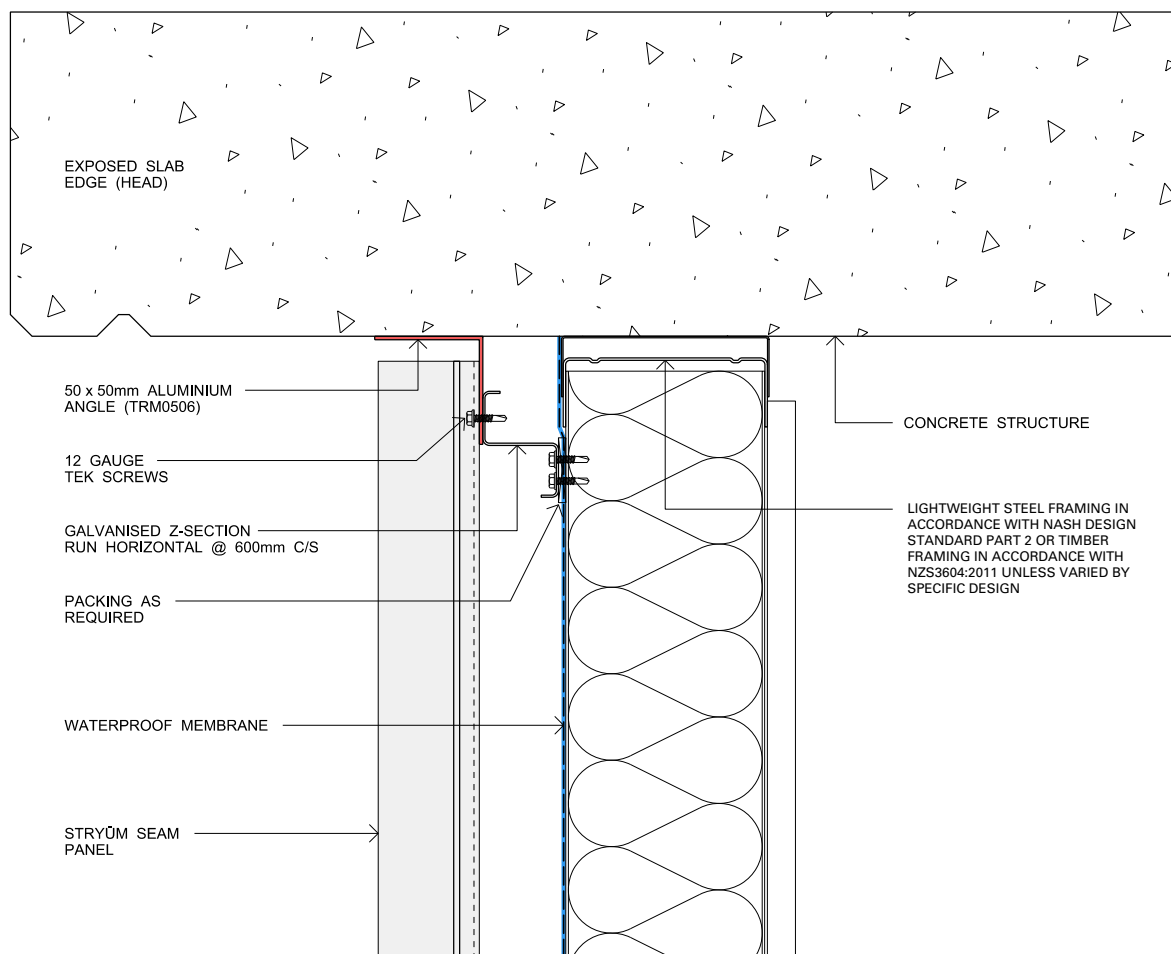 EXPOSED SLAB
EDGE (HEAD)
50 x 50mm ALUMINIUM
ANGLE (TRM0506)
12 GAUGE
TEK SCREWS
GALVANISED Z-SECTION
RUN HORIZONTAL @ 600mm C/S
PACKING AS
REQUIRED
WATERPROOF MEMBRANE
STRYŪM SEAM
PANEL
CONCRETE STRUCTURE
LIGHTWEIGHT STEEL FRAMING IN
ACCORDANCE WITH NASH DESIGN
STANDARD PART 2 OR TIMBER
FRAMING IN ACCORDANCE WITH
NZS3604:2011 UNLESS VARIED BY
SPECIFIC DESIGN